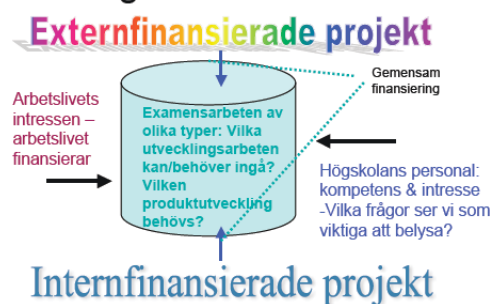 Externfinansierade projekt
Gemensam
finansiering
Arbetslivets
intressen –
arbetslivet
finansierar
Examensarbeten av
olika typer: Vilka
utvecklingsarbeten
kan/behöver ingå?
Vilken
produktutveckling
behövs?
Högskolans personal:
kompetens & intresse
-Vilka frågor ser vi som
viktiga att belysa?
Internfinansierade projekt